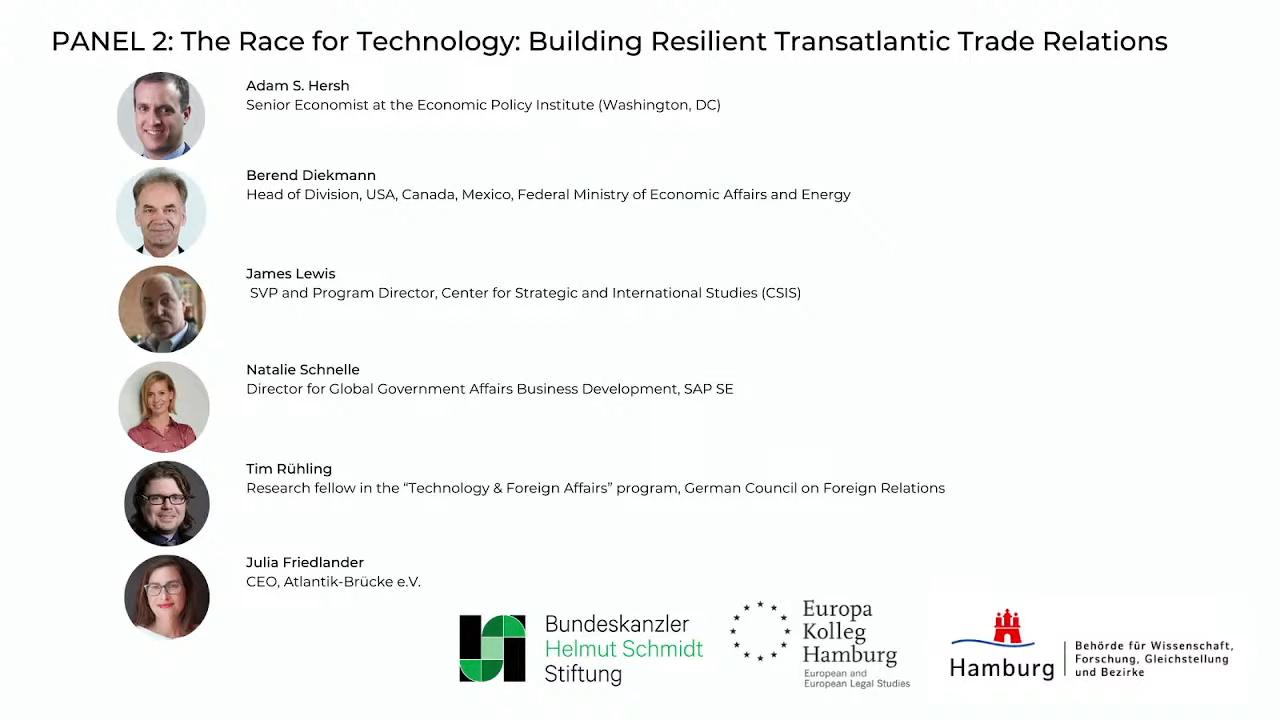 PANEL 2: The Race for Technology: Building Resilient Transatlantic Trade Relations
Adam S. Hersh
Senior Economist at the Economic Policy Institute (Washington, DC)
Berend Diekmann
Head of Division, USA, Canada, Mexico, Federal Ministry of Economic Affairs and Energy
James Lewis
SVP and Program Director, Center for Strategic and International Studies (CSIS)
Natalie Schnelle
Director for Global Government Affairs Business Development, SAP SE
Tim Rühling
Research fellow in the “Technology & Foreign Affairs” program, German Council on Foreign Relations
Julia Friedlander
CEO, Atlantik-Brücke e.V.
Bundeskanzler
Helmut Schmidt
Stiftung
Europa
Kolleg
Hamburg
European and
European Legal Studies
Hamburg
Behörde für Wissenschaft,
Forschung, Gleichstellung
und Bezirke